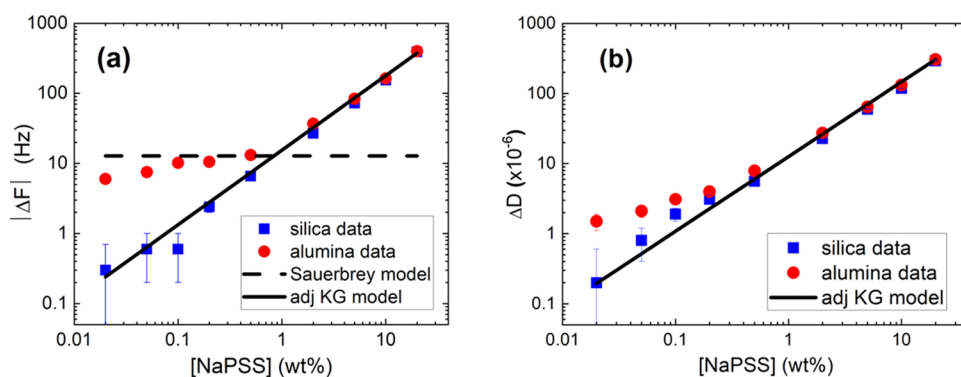 (a)
1000
100
10
1
0.1
|ΔF| (Hz)
silica data
alumina data
Sauerbrey model
adj KG model
0.01 0.1 1 10
[NaPSS] (wt%)
(b)
1000
100
10
1
0.1
ΔD (x10-6)
silica data
alumina data
adj KG model
0.01 0.1 1 10
[NaPSS] (wt%)